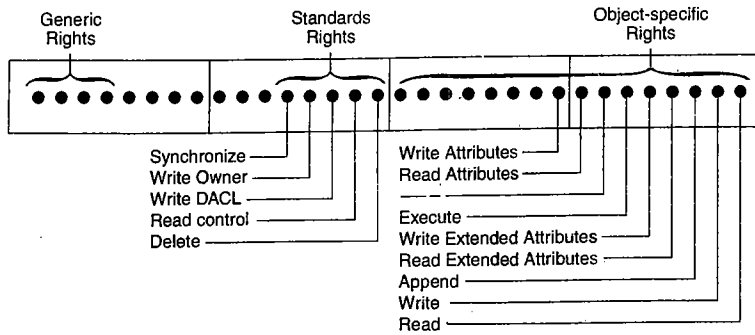 Generic
Rights
Standards
Rights
Object-specific
Rights
Synchronize
Write Owner
Write DACL
Read control
Delete
Write Attributes
Read Attributes
Execute
Write Extended Attributes
Read Extended Attributes
Append
Write
Read